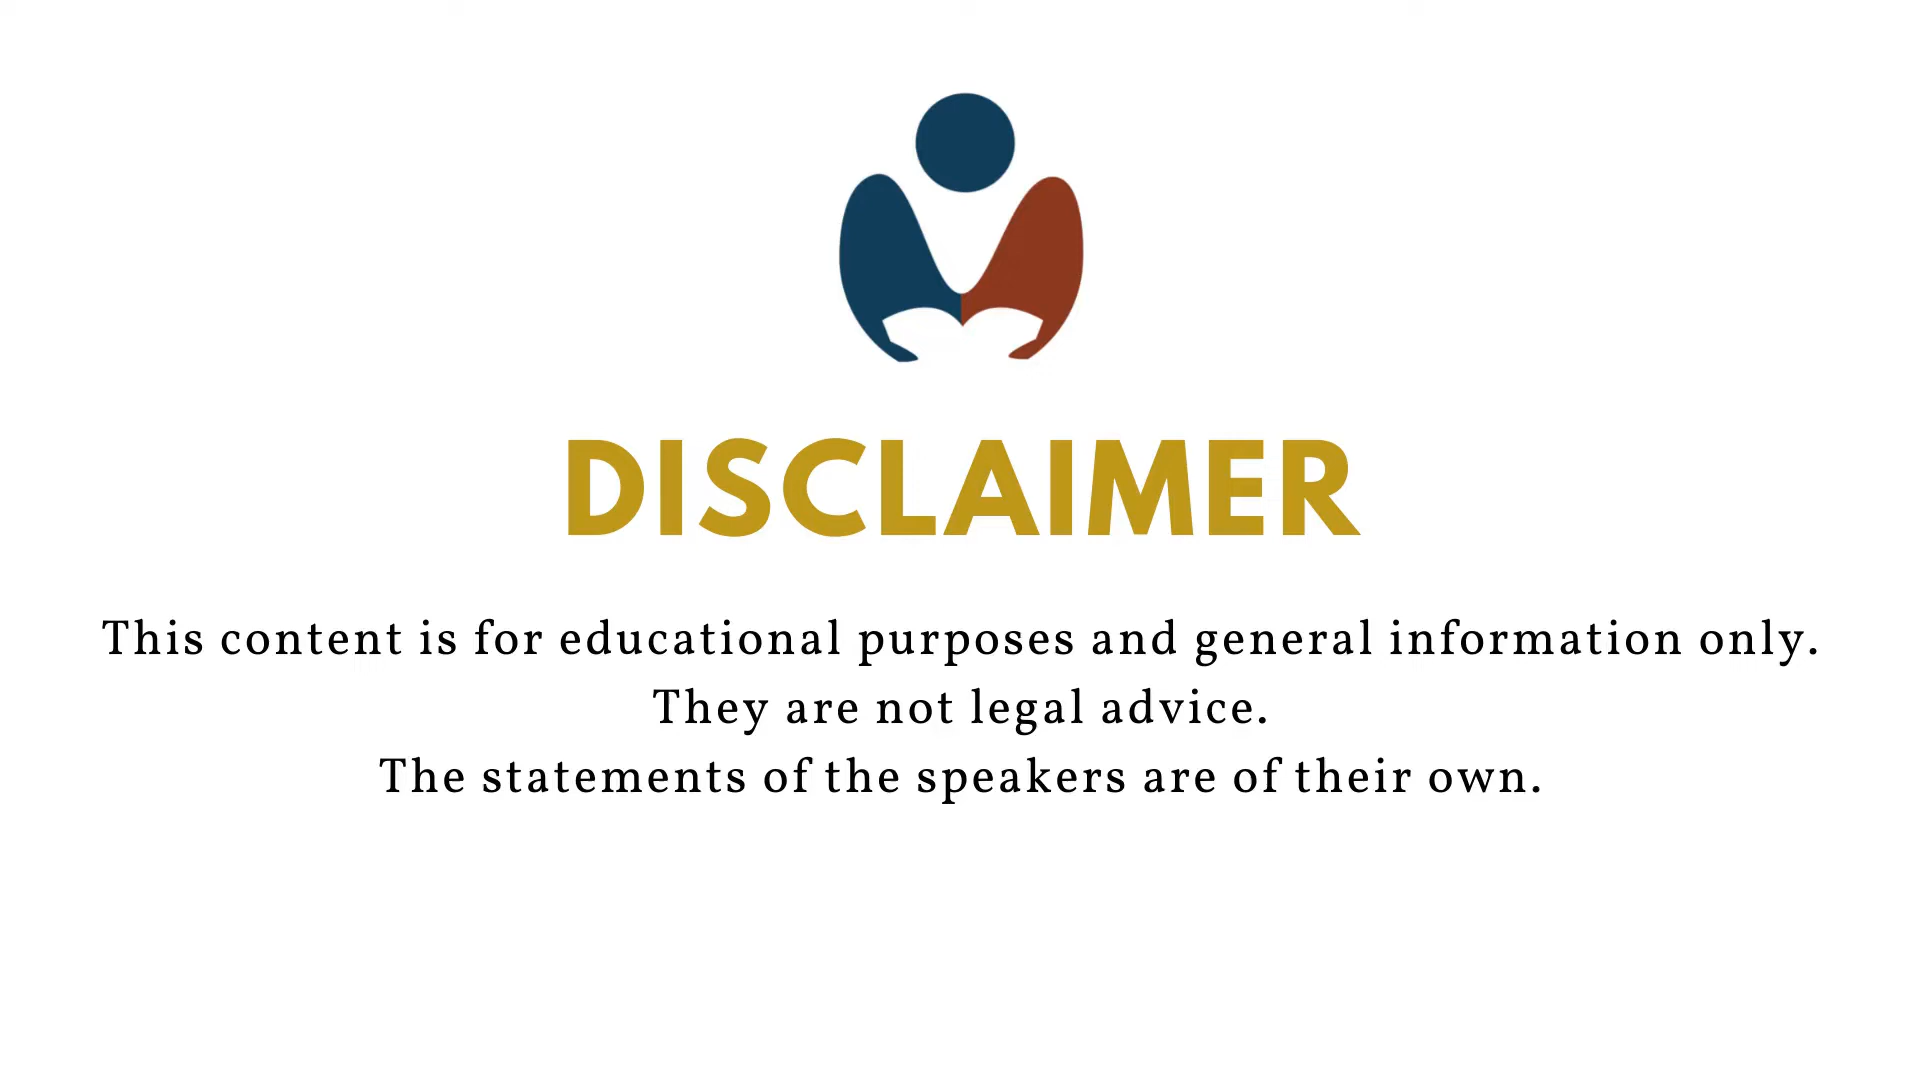 DISCLAIMER
This content is for educational purposes and general information only.
They are not legal advice.
The statements of the speakers are of their own.